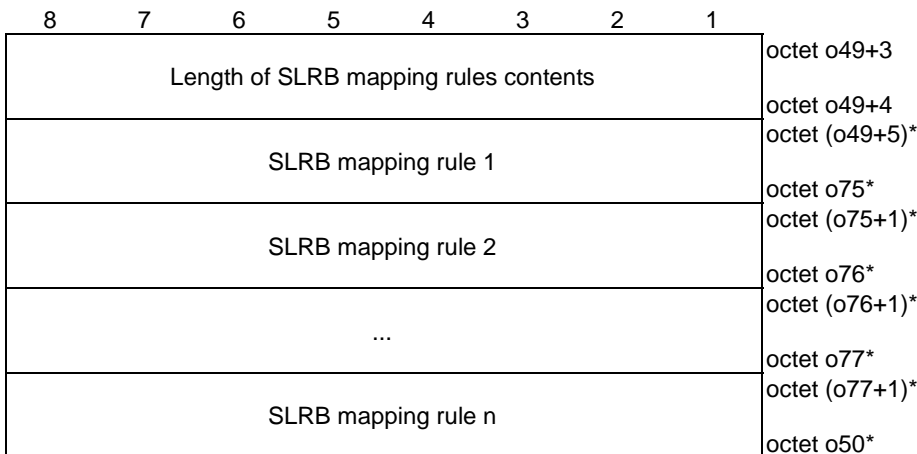 8 7 6 5 4 3 2 1
octet o49+3
Length of SLRB mapping rules contents
octet o49+4
octet (o49+5)*
SLRB mapping rule 1
octet o75*
octet (o75+1)*
SLRB mapping rule 2
octet o76*
octet (o76+1)*
...
octet o77*
octet (o77+1)*
SLRB mapping rule n
octet o50*